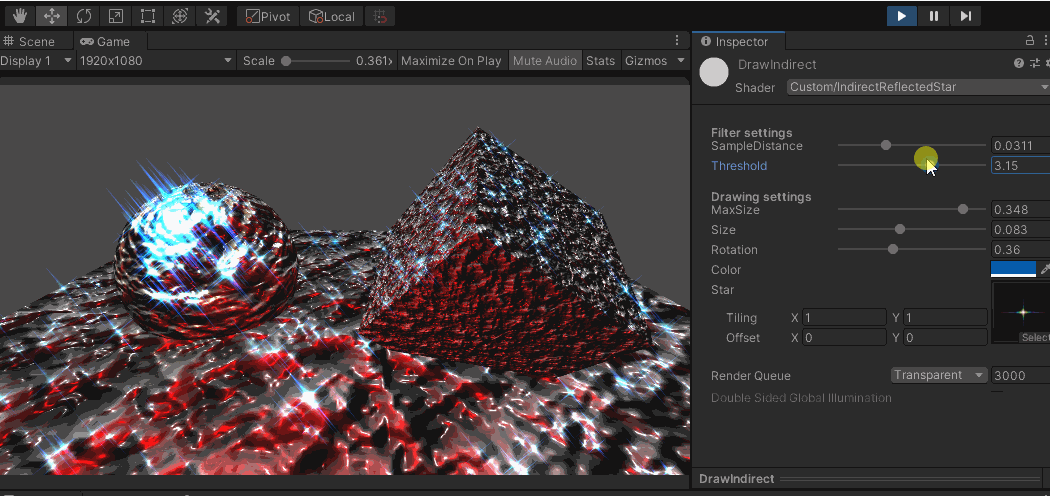 Pivot Local
Scene Game
Display 1 1920x1080 Scale 0.361x Maximize On Play Mute Audio Stats Gizmos
Inspector
DrawIndirect
Shader Custom/IndirectReflectedStar
Filter settings
SampleDistance 0.0311
Threshold 3.15
Drawing settings
MaxSize 0.348
Size 0.083
Rotation 0.36
Color
Star
Tiling X 1 Y 1
Offset X 0 Y 0
Select
Render Queue Transparent 3000
Double Sided Global Illumination
DrawIndirect